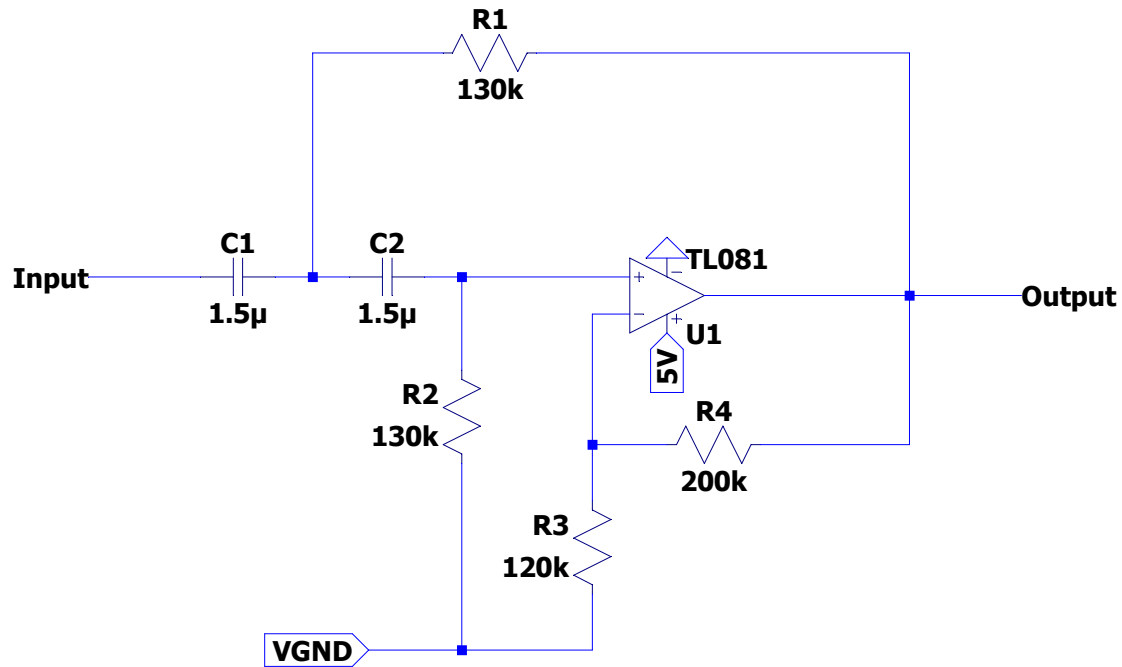 R1
130k
C1
1.5µ
C2
1.5µ
Input
TL081
U1
5V
Output
R2
130k
R4
200k
R3
120k
VGND